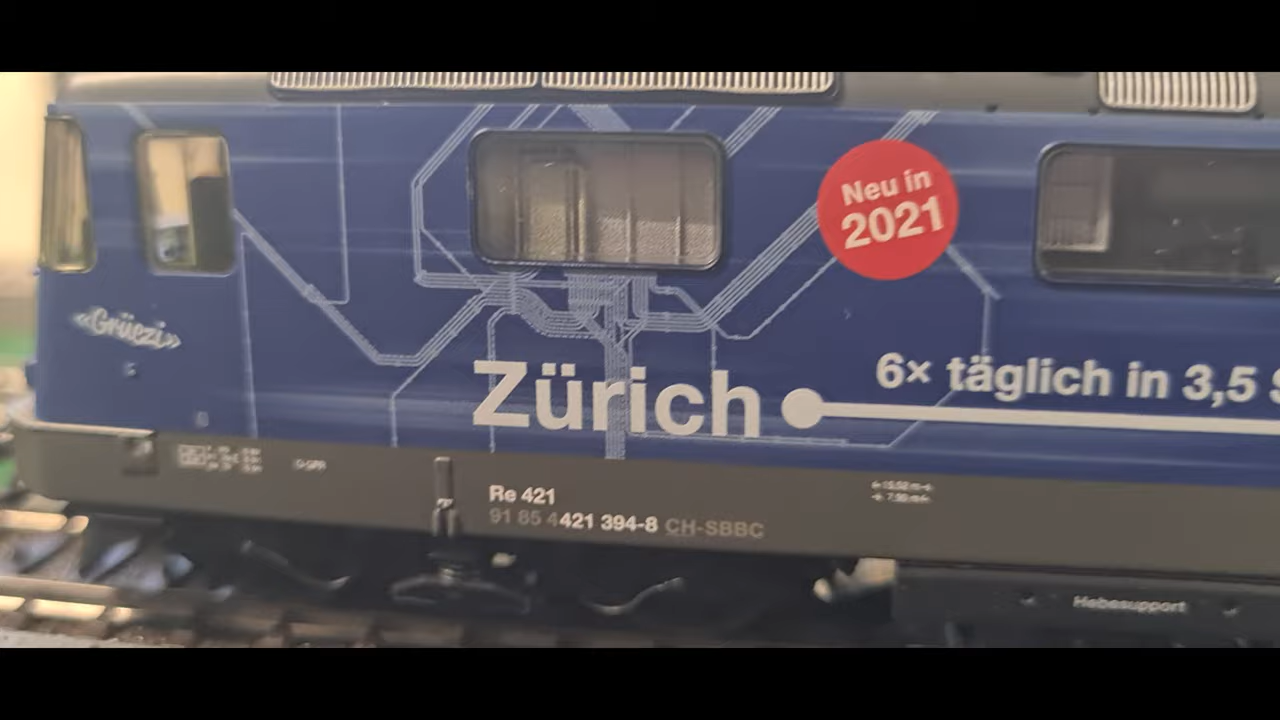 Neu in
2021
«Grüezi»
Zürich
6× täglich in 3,5
Re 421
91 85 4421 394-8 CH-SBBC
Hebesupport